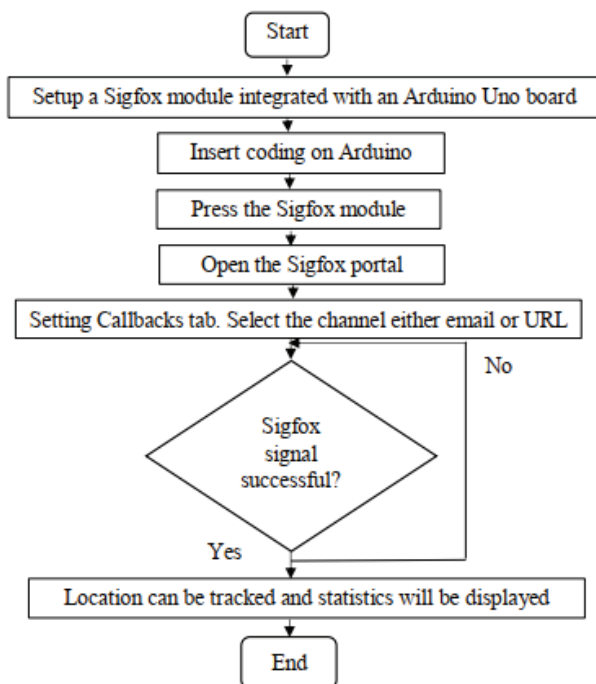 Start
Setup a Sigfox module integrated with an Arduino Uno board
Insert coding on Arduino
Press the Sigfox module
Open the Sigfox portal
Setting Callbacks tab. Select the channel either email or URL
No
Sigfox
signal
successful?
Yes
Location can be tracked and statistics will be displayed
End